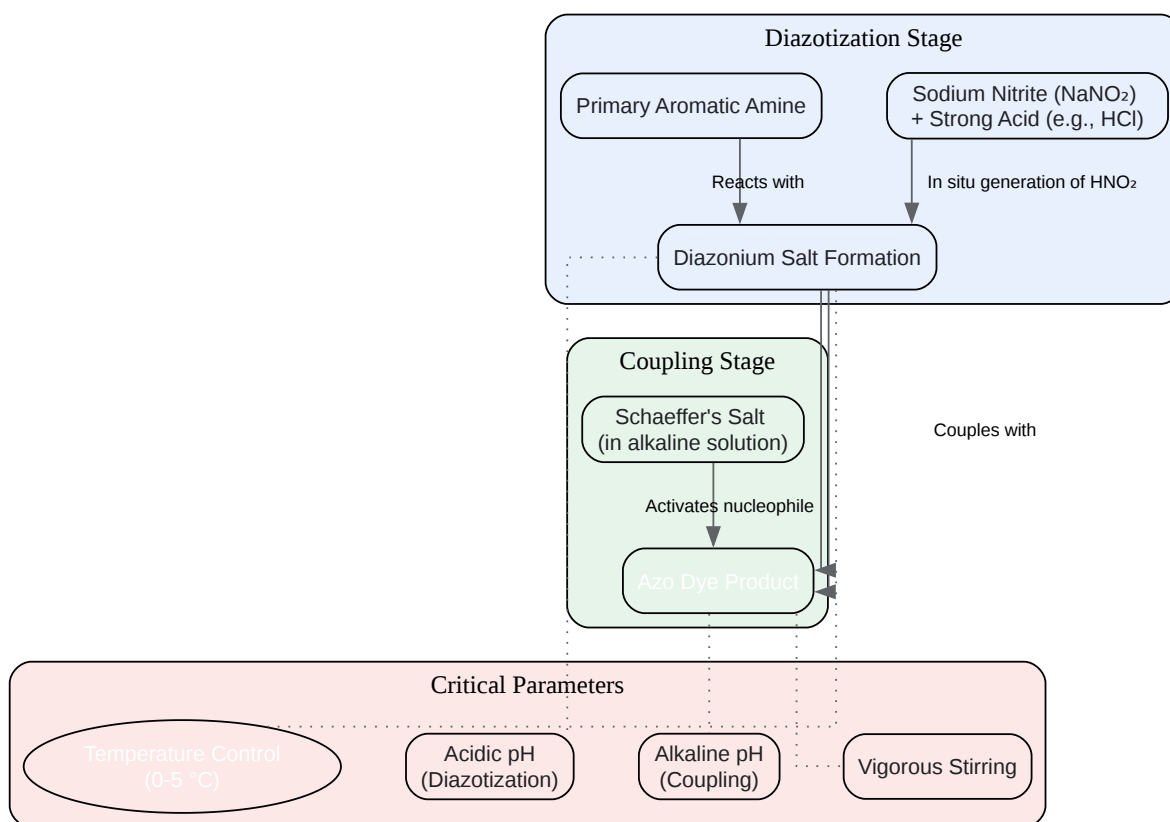 Diazotization Stage
Primary Aromatic Amine
Sodium Nitrite (NaNO₂)
+ Strong Acid (e.g., HCl)
Reacts with
In situ generation of HNO₂
Diazonium Salt Formation
Coupling Stage
Schaeffer's Salt
(in alkaline solution)
Couples with
Activates nucleophile
Azo Dye Product
Critical Parameters
Temperature Control
(0-5 °C)
Acidic pH
(Diazotization)
Alkaline pH
(Coupling)
Vigorous Stirring